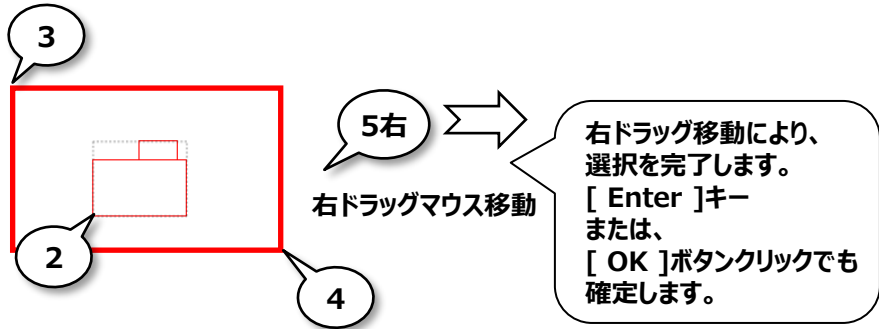 3
5右
右ドラッグマウス移動
2
4
右ドラッグ移動により、
選択を完了します。
[ Enter ]キー
または、
[ OK ]ボタンクリックでも
確定します。